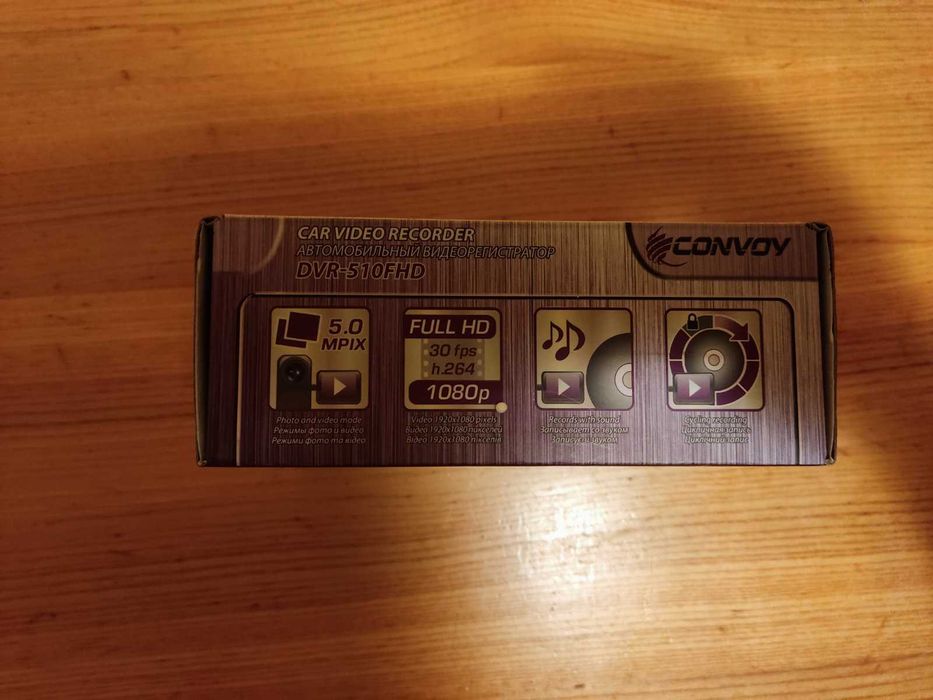 CAR VIDEO RECORDER
АВТОМОБИЛЬНЫЙ ВИДЕОРЕГИСТРАТОР
DVR-510FHD
CONVOY
5.0
MPIX
Photo and video mode
Режимы фото и видео
Режими фото та відео
FULL HD
30 fps
h.264
1080p
Video 1920x1080 pixels
Видео 1920x1080 пикселей
Відео 1920x1080 пікселів
Records with sound
Записывает со звуком
Записує зі звуком
Cycling recording
Цикличная запись
Циклічний запис